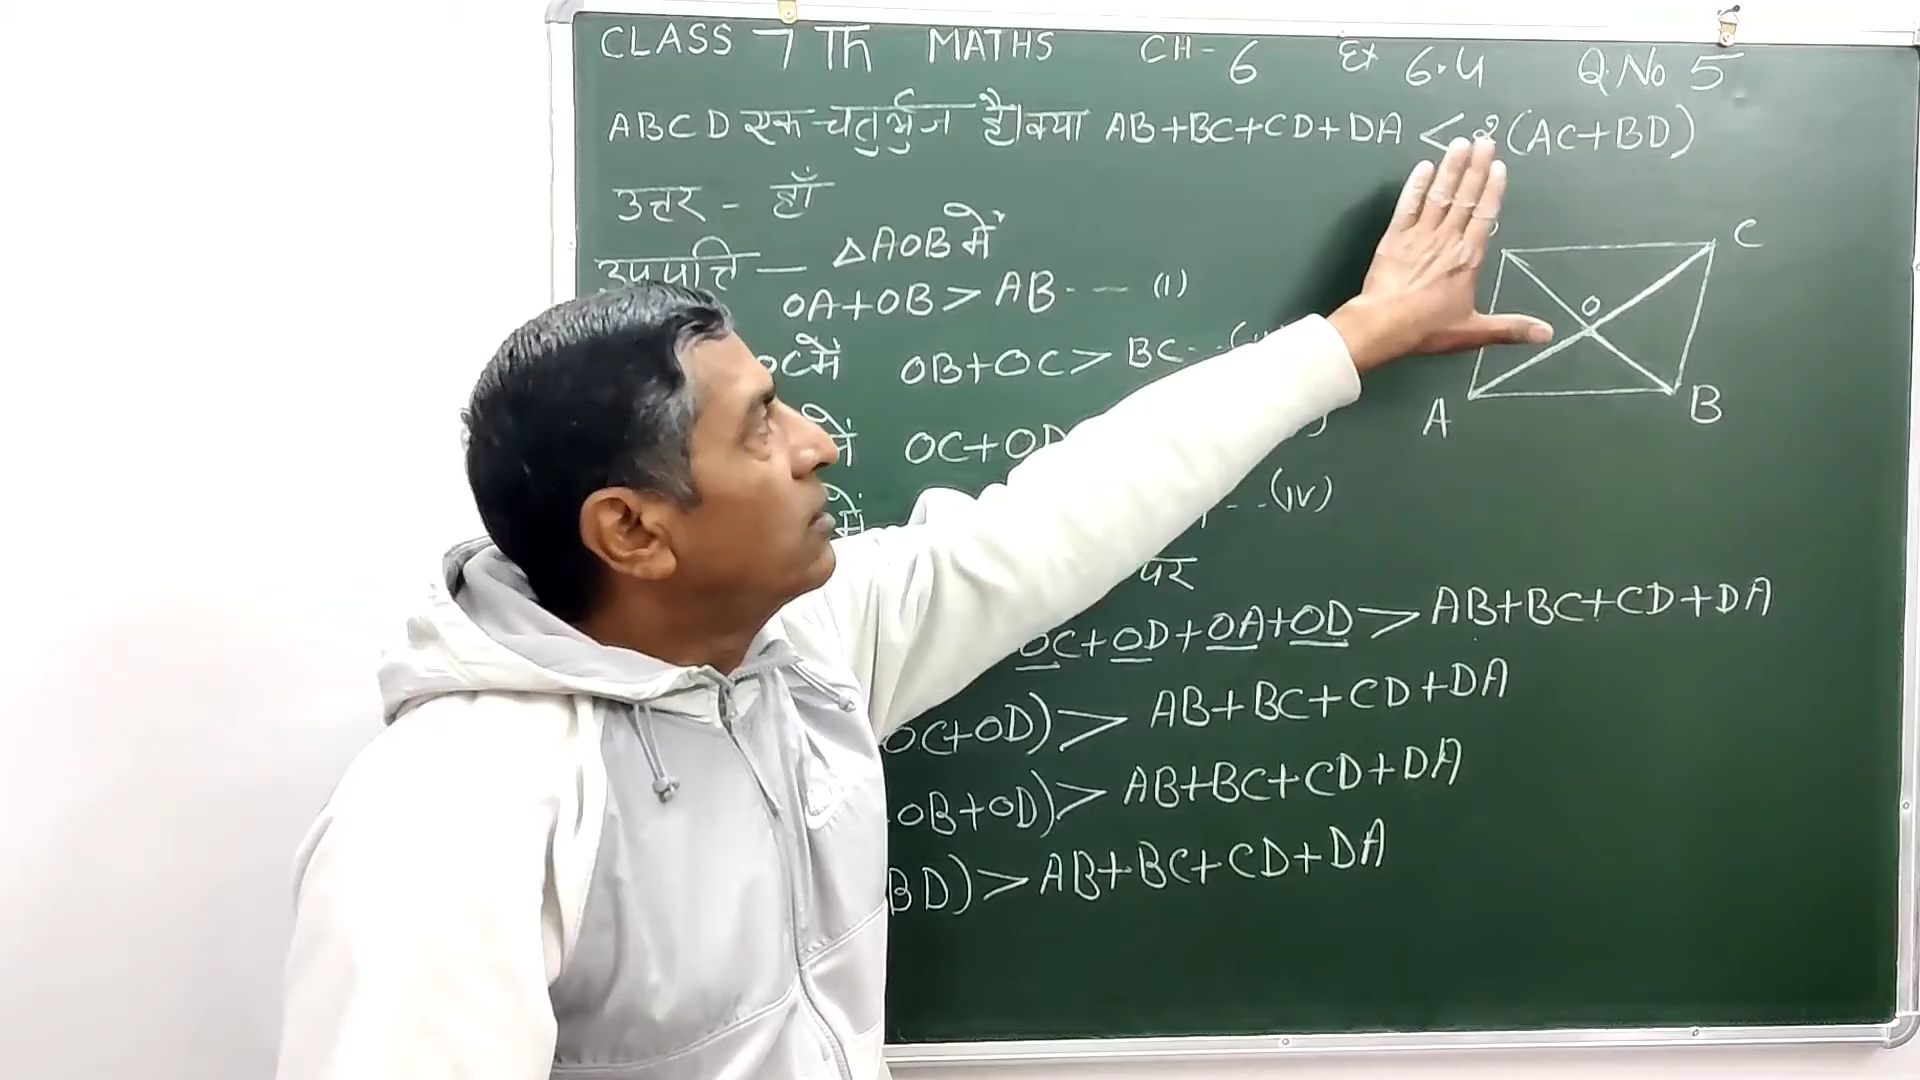 CLASS 7 Th MATHS CH-6 Ex 6.4 Q.No 5
ABCD एक चतुर्भुज है। क्या AB+BC+CD+DA < 2(AC+BD)
उत्तर - हाँ
उपपत्ति — △AOB में
OA+OB > AB --- (i)
OC में OB+OC > BC
में OC+OD
में --(iv)
पर
OC+OD+OA+OD > AB+BC+CD+DA
OC+OD) > AB+BC+CD+DA
OB+OD) > AB+BC+CD+DA
BD) > AB+BC+CD+DA
C
O
A
B